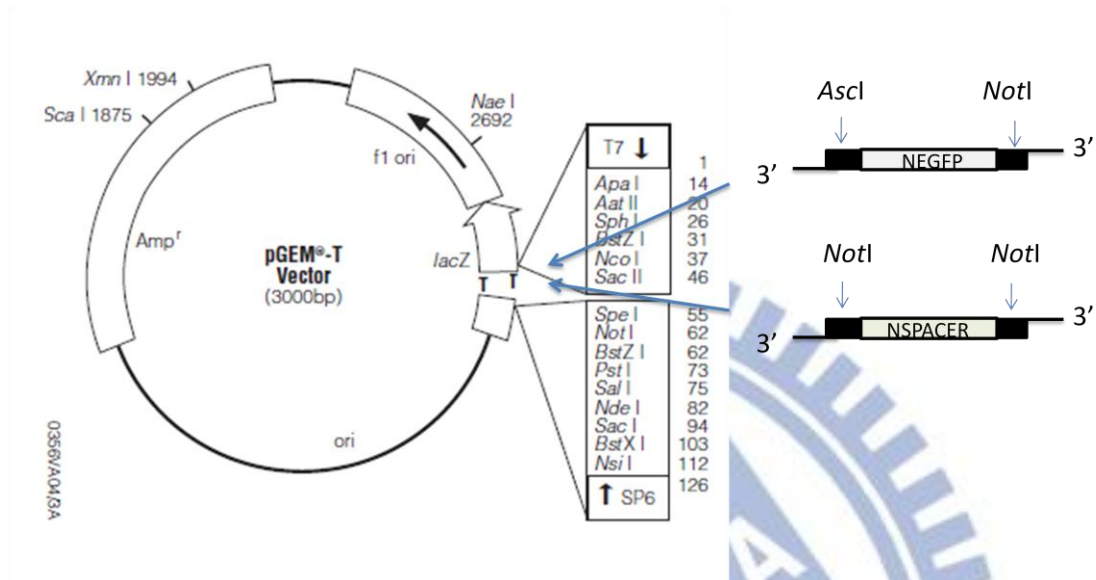 Xmn I 1994
Sca I 1875
Nae I
2692
f1 ori
Ampʳ
pGEM®-T
Vector
(3000bp)
lacZ
T T
ori
0356VA04/3A
T7 ↓
1
Apa I 14
Aat II 20
Sph I 26
BstZ I 31
Nco I 37
Sac II 46
Spe I 55
Not I 62
BstZ I 62
Pst I 73
Sal I 75
Nde I 82
Sac I 94
BstX I 103
Nsi I 112
↑ SP6 126
AscI NotI
NEGFP
3’ 3’
NotI NotI
NSPACER
3’ 3’
A